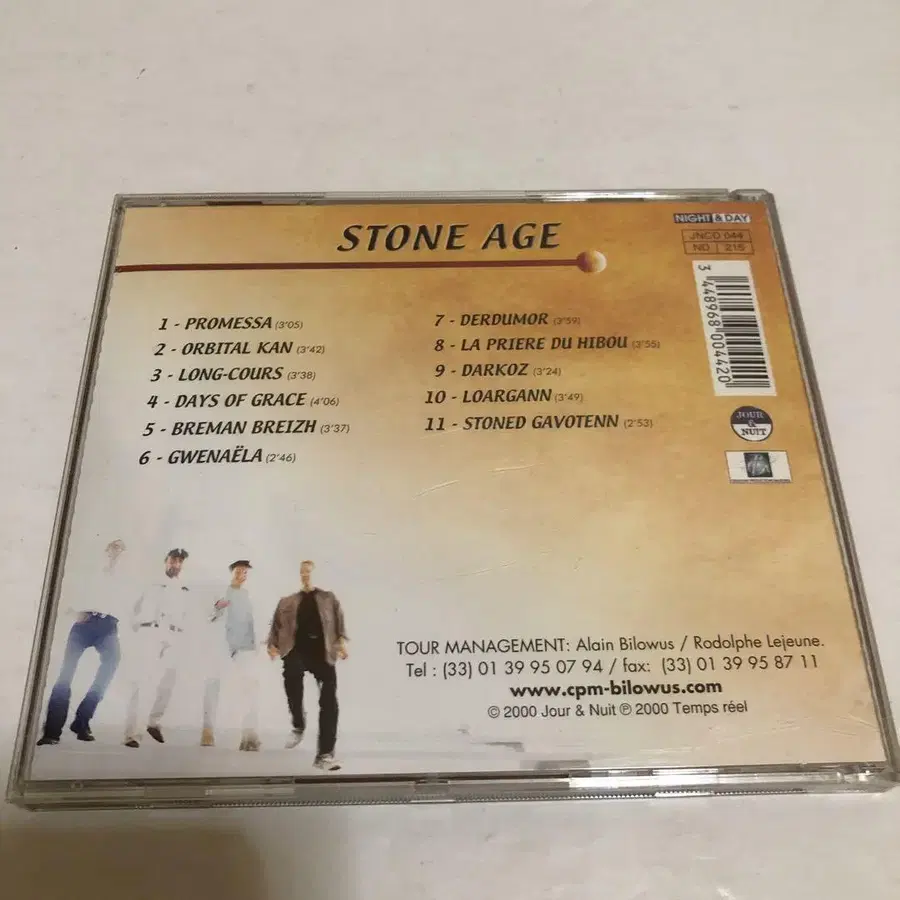 STONE AGE
NIGHT & DAY
JNCD 044
ND 215
3 448968 004420
1 - PROMESSA (3'05)
2 - ORBITAL KAN (3'42)
3 - LONG-COURS (3'38)
4 - DAYS OF GRACE (4'06)
5 - BREMAN BREIZH (3'37)
6 - GWENAËLA (2'46)
7 - DERDUMOR (3'59)
8 - LA PRIERE DU HIBOU (3'55)
9 - DARKOZ (3'24)
10 - LOARGANN (3'49)
11 - STONED GAVOTENN (2'53)
JOUR
&
NUIT
TOUR MANAGEMENT: Alain Bilowus / Rodolphe Lejeune.
Tel : (33) 01 39 95 07 94 / fax: (33) 01 39 95 87 11
www.cpm-bilowus.com
© 2000 Jour & Nuit ℗ 2000 Temps réel